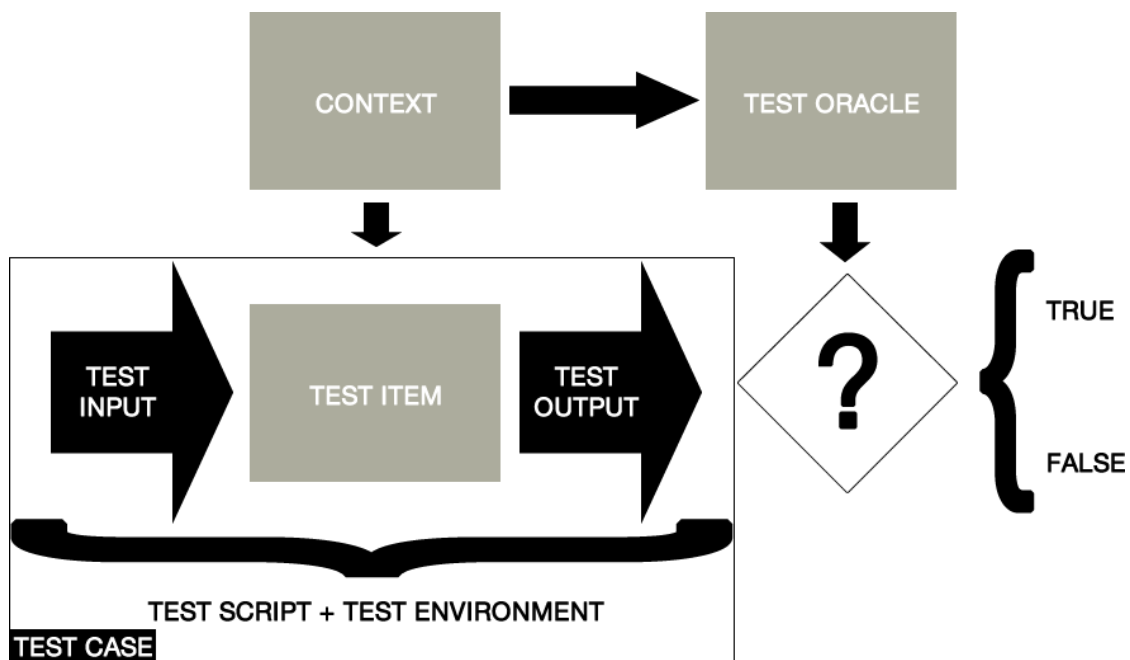 CONTEXT
TEST ORACLE
TEST
INPUT
TEST ITEM
TEST
OUTPUT
?
TRUE
FALSE
TEST SCRIPT + TEST ENVIRONMENT
TEST CASE